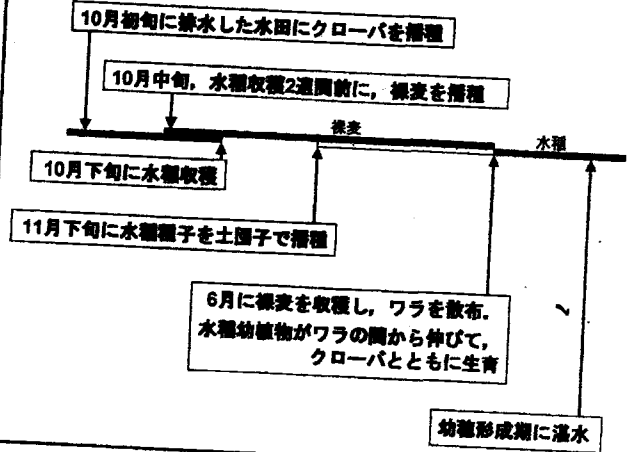 10月初旬に排水した水田にクローバを播種
10月中旬，水稲収穫2週間前に，裸麦を播種
裸麦
水稲
10月下旬に水稲収穫
11月下旬に水稲種子を土団子で播種
6月に裸麦を収穫し，ワラを散布．
水稲幼植物がワラの間から伸びて，
クローバとともに生育
幼穂形成期に湛水